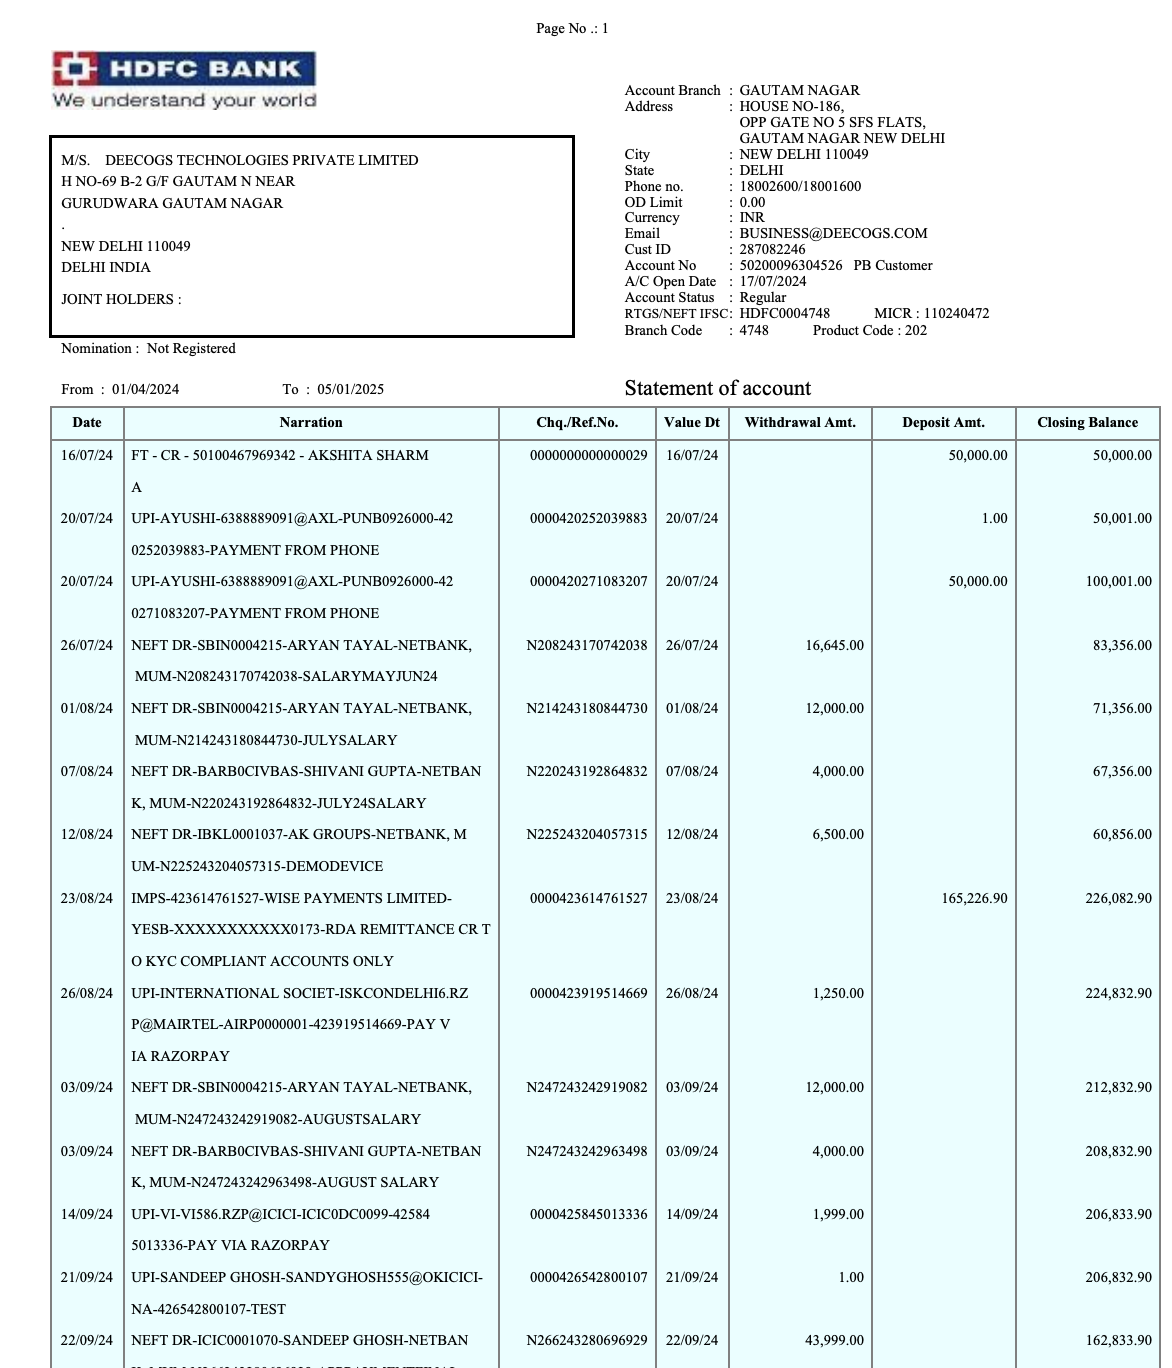 Page No .: 1
HDFC BANK
We understand your world
M/S. DEECOGS TECHNOLOGIES PRIVATE LIMITED
H NO-69 B-2 G/F GAUTAM N NEAR
GURUDWARA GAUTAM NAGAR
.
NEW DELHI 110049
DELHI INDIA
JOINT HOLDERS :
Nomination : Not Registered
Account Branch : GAUTAM NAGAR
Address : HOUSE NO-186,
OPP GATE NO 5 SFS FLATS,
GAUTAM NAGAR NEW DELHI
City : NEW DELHI 110049
State : DELHI
Phone no. : 18002600/18001600
OD Limit : 0.00
Currency : INR
Email : BUSINESS@DEECOGS.COM
Cust ID : 287082246
Account No : 50200096304526 PB Customer
A/C Open Date : 17/07/2024
Account Status : Regular
RTGS/NEFT IFSC: HDFC0004748 MICR : 110240472
Branch Code : 4748 Product Code : 202
From : 01/04/2024 To : 05/01/2025 Statement of account
Date Narration Chq./Ref.No. Value Dt Withdrawal Amt. Deposit Amt. Closing Balance
16/07/24 FT - CR - 50100467969342 - AKSHITA SHARM 0000000000000029 16/07/24 50,000.00 50,000.00
A
20/07/24 UPI-AYUSHI-6388889091@AXL-PUNB0926000-42 0000420252039883 20/07/24 1.00 50,001.00
0252039883-PAYMENT FROM PHONE
20/07/24 UPI-AYUSHI-6388889091@AXL-PUNB0926000-42 0000420271083207 20/07/24 50,000.00 100,001.00
0271083207-PAYMENT FROM PHONE
26/07/24 NEFT DR-SBIN0004215-ARYAN TAYAL-NETBANK, N208243170742038 26/07/24 16,645.00 83,356.00
MUM-N208243170742038-SALARYMAYJUN24
01/08/24 NEFT DR-SBIN0004215-ARYAN TAYAL-NETBANK, N214243180844730 01/08/24 12,000.00 71,356.00
MUM-N214243180844730-JULYSALARY
07/08/24 NEFT DR-BARB0CIVBAS-SHIVANI GUPTA-NETBAN N220243192864832 07/08/24 4,000.00 67,356.00
K, MUM-N220243192864832-JULY24SALARY
12/08/24 NEFT DR-IBKL0001037-AK GROUPS-NETBANK, M N225243204057315 12/08/24 6,500.00 60,856.00
UM-N225243204057315-DEMODEVICE
23/08/24 IMPS-423614761527-WISE PAYMENTS LIMITED- 0000423614761527 23/08/24 165,226.90 226,082.90
YESB-XXXXXXXXXXX0173-RDA REMITTANCE CR T
O KYC COMPLIANT ACCOUNTS ONLY
26/08/24 UPI-INTERNATIONAL SOCIET-ISKCONDELHI6.RZ 0000423919514669 26/08/24 1,250.00 224,832.90
P@MAIRTEL-AIRP0000001-423919514669-PAY V
IA RAZORPAY
03/09/24 NEFT DR-SBIN0004215-ARYAN TAYAL-NETBANK, N247243242919082 03/09/24 12,000.00 212,832.90
MUM-N247243242919082-AUGUSTSALARY
03/09/24 NEFT DR-BARB0CIVBAS-SHIVANI GUPTA-NETBAN N247243242963498 03/09/24 4,000.00 208,832.90
K, MUM-N247243242963498-AUGUST SALARY
14/09/24 UPI-VI-VI586.RZP@ICICI-ICIC0DC0099-42584 0000425845013336 14/09/24 1,999.00 206,833.90
5013336-PAY VIA RAZORPAY
21/09/24 UPI-SANDEEP GHOSH-SANDYGHOSH555@OKICICI- 0000426542800107 21/09/24 1.00 206,832.90
NA-426542800107-TEST
22/09/24 NEFT DR-ICIC0001070-SANDEEP GHOSH-NETBAN N266243280696929 22/09/24 43,999.00 162,833.90